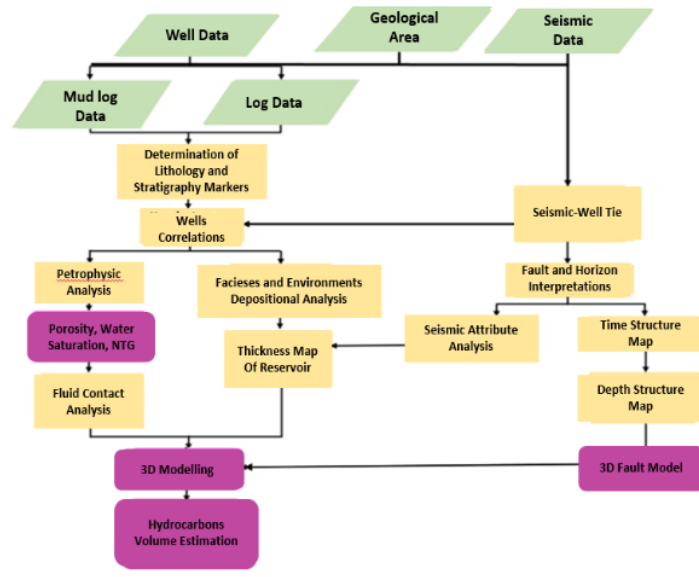 Well Data
Geological
Area
Seismic
Data
Mud log
Data
Log Data
Determination of
Lithology and
Stratigraphy Markers
Wells
Correlations
Seismic-Well Tie
Petrophysic
Analysis
Facieses and Environments
Depositional Analysis
Fault and Horizon
Interpretations
Porosity, Water
Saturation, NTG
Thickness Map
Of Reservoir
Seismic Attribute
Analysis
Time Structure
Map
Fluid Contact
Analysis
Depth Structure
Map
3D Modelling
3D Fault Model
Hydrocarbons
Volume Estimation